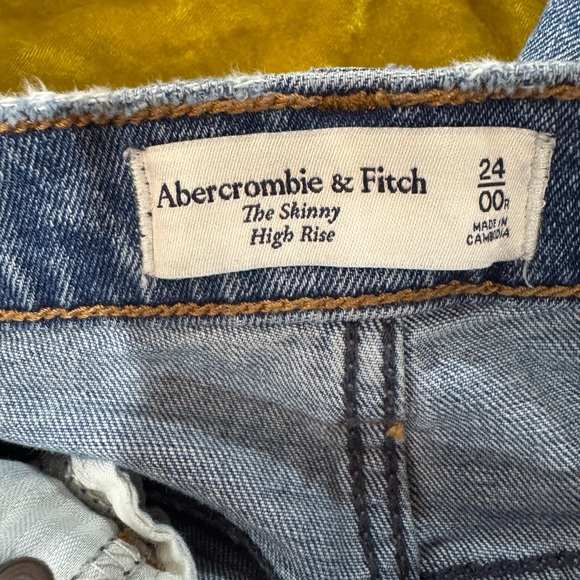 Abercrombie & Fitch
The Skinny
High Rise
24
00R
MADE IN
CAMBODIA